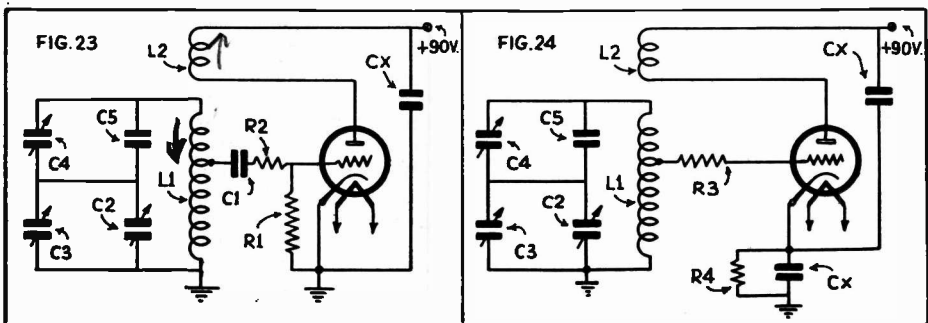 FIG.23
L2
+90V.
Cx
C5
R2
C4
L1
C1
C2
R1
C3
FIG.24
L2
+90V.
Cx
C5
C4
L1
R3
C2
C3
R4
Cx